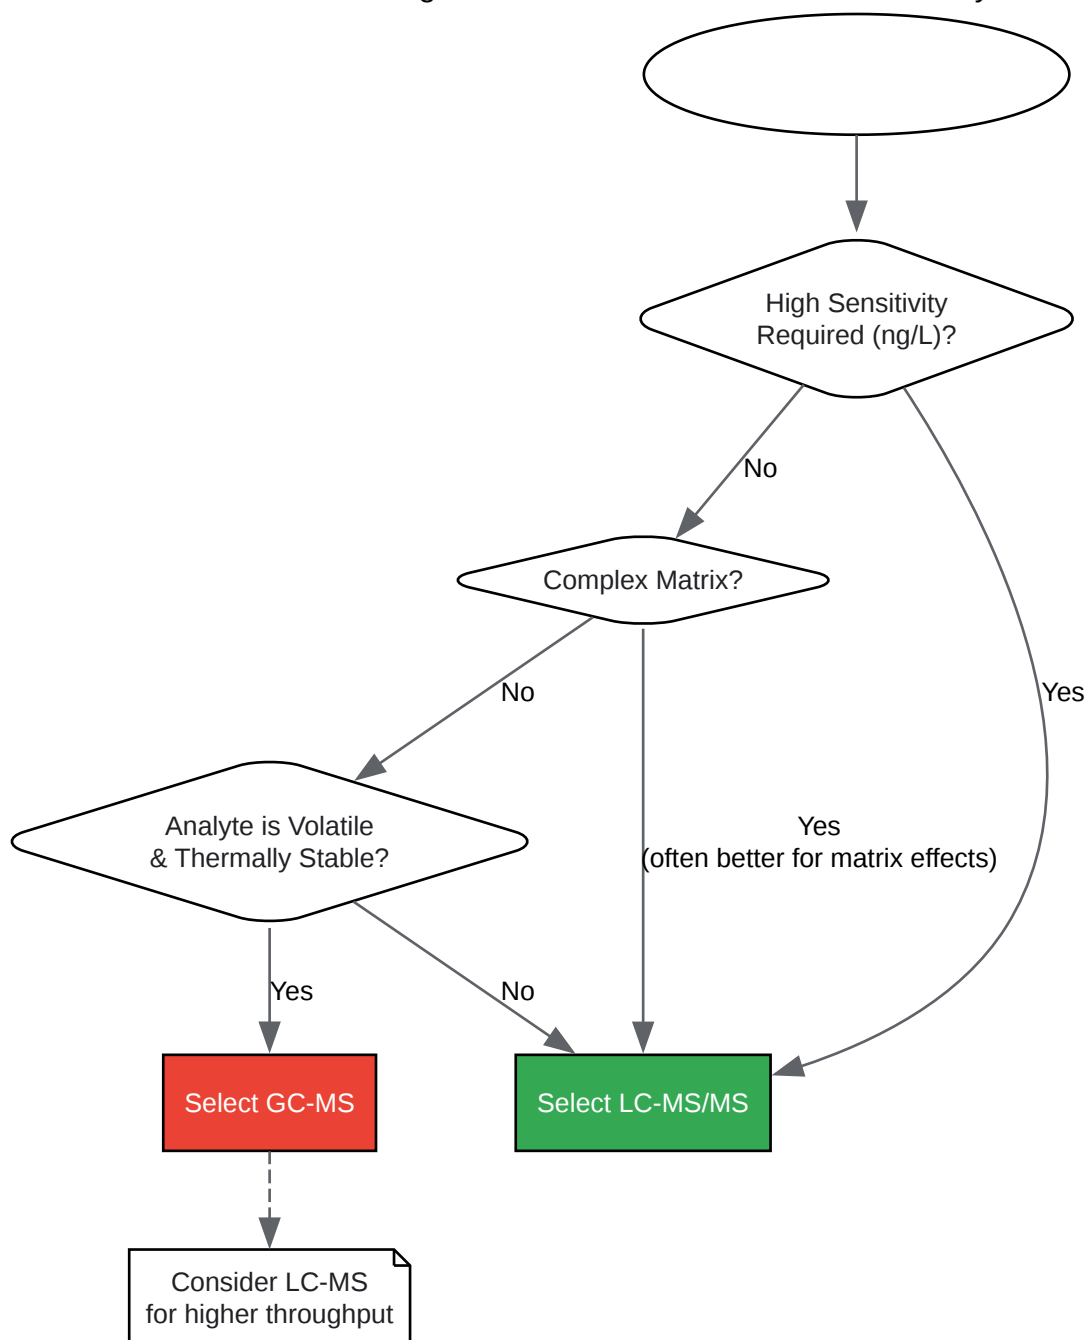 High Sensitivity
Required (ng/L)?
No
Complex Matrix?
No
Yes
Analyte is Volatile
& Thermally Stable?
Yes
(often better for matrix effects)
Yes
No
Select GC-MS
Select LC-MS/MS
Consider LC-MS
for higher throughput